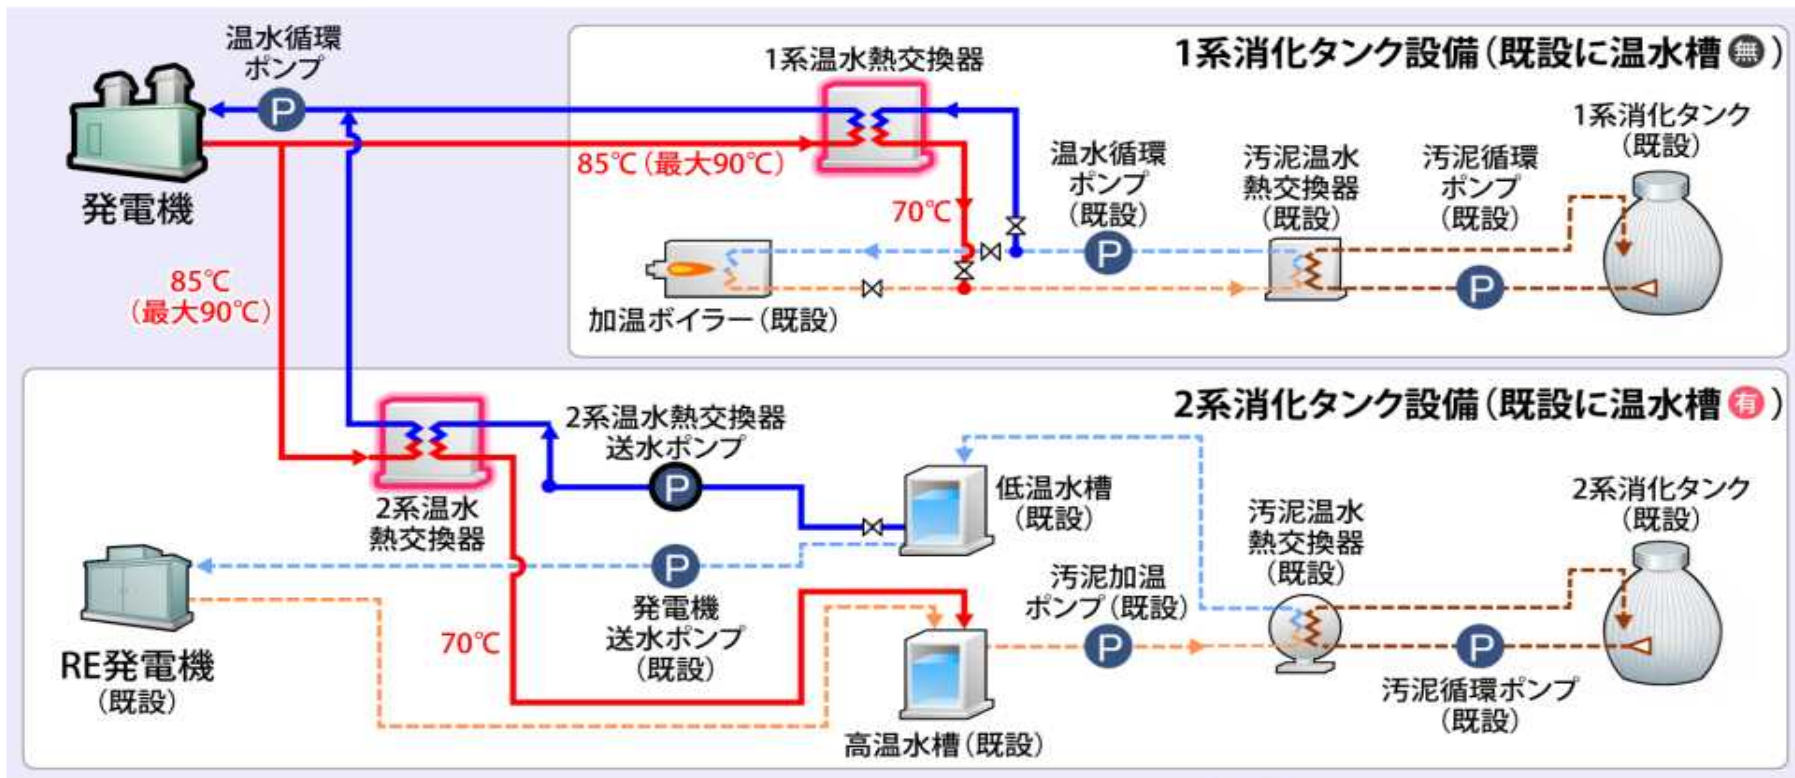 温水循環
ポンプ
P
発電機
1系消化タンク設備(既設に温水槽無)
1系温水熱交換器
85℃(最大90℃)
70℃
温水循環
ポンプ
(既設)
P
汚泥温水
熱交換器
(既設)
汚泥循環
ポンプ
(既設)
P
1系消化タンク
(既設)
加温ボイラー(既設)
85℃
(最大90℃)
2系消化タンク設備(既設に温水槽有)
2系温水
熱交換器
2系温水熱交換器
送水ポンプ
P
低温水槽
(既設)
P
発電機
送水ポンプ
(既設)
RE発電機
(既設)
70℃
高温水槽(既設)
汚泥加温
ポンプ(既設)
P
汚泥温水
熱交換器
(既設)
P
汚泥循環ポンプ
(既設)
2系消化タンク
(既設)